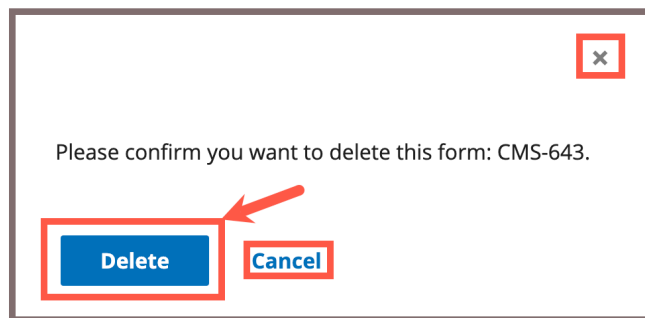 ×
Please confirm you want to delete this form: CMS-643.
Delete Cancel